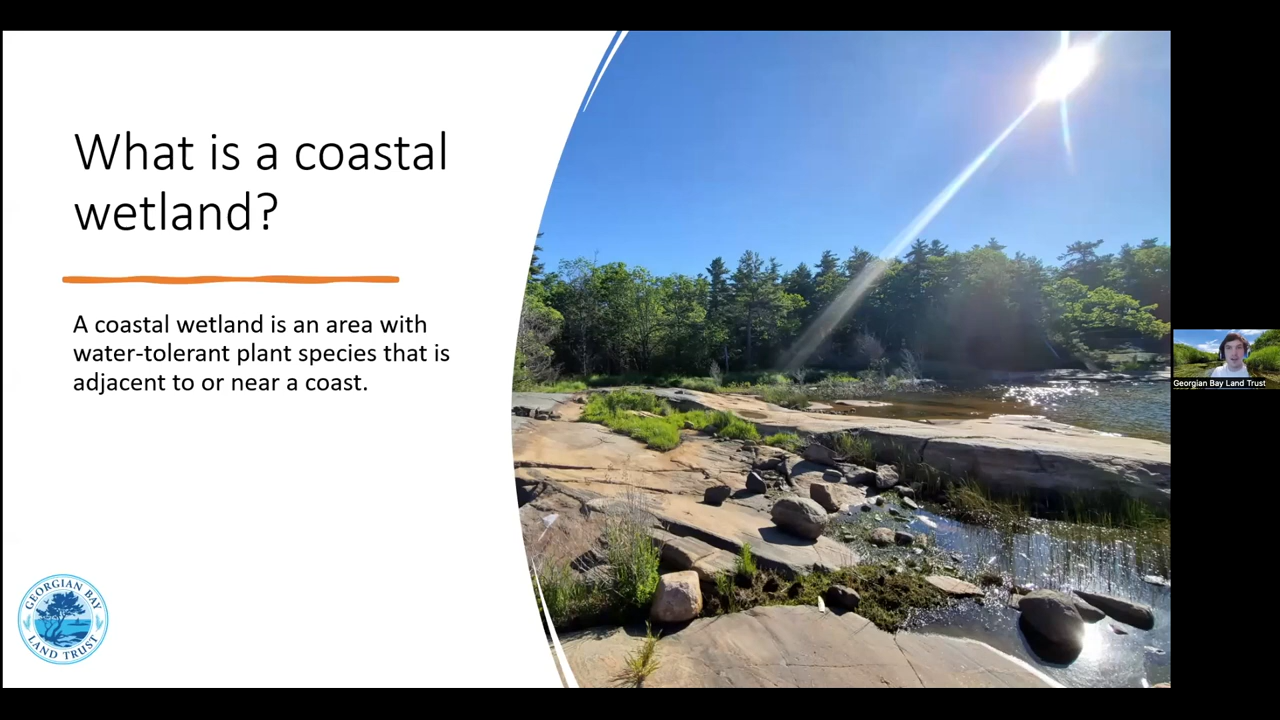 What is a coastal
wetland?
A coastal wetland is an area with
water-tolerant plant species that is
adjacent to or near a coast.
GEORGIAN BAY
LAND TRUST
Georgian Bay Land Trust